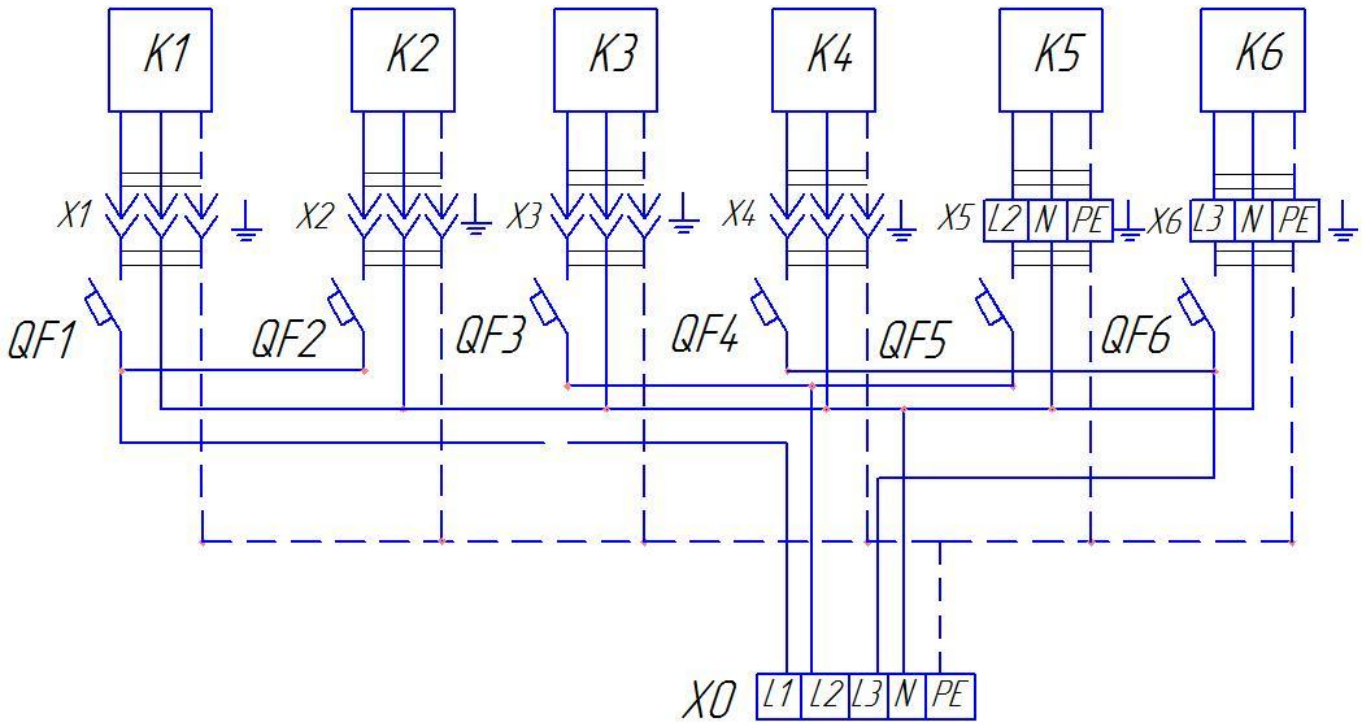 K1 K2 K3 K4 K5 K6
X1 X2 X3 X4 X5 L2 N PE X6 L3 N PE
QF1 QF2 QF3 QF4 QF5 QF6
X0 L1 L2 L3 N PE